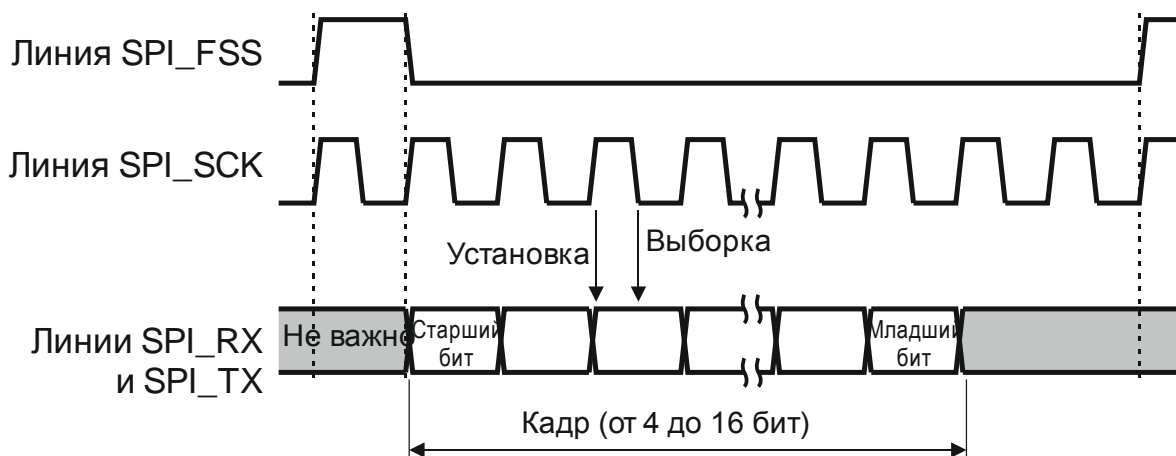 Линия SPI_FSS
Линия SPI_SCK
Установка
Выборка
Линии SPI_RX
и SPI_TX
Не важно
Старший
бит
Младший
бит
Кадр (от 4 до 16 бит)